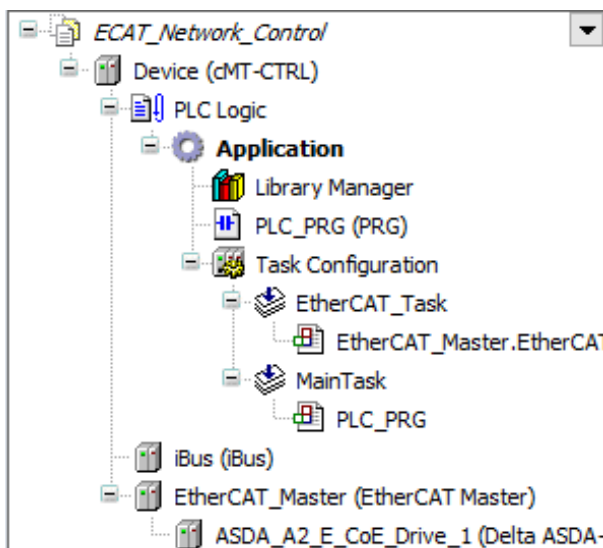 ECAT_Network_Control
Device (cMT-CTRL)
PLC Logic
Application
Library Manager
PLC_PRG (PRG)
Task Configuration
EtherCAT_Task
EtherCAT_Master.EtherCAT
MainTask
PLC_PRG
iBus (iBus)
EtherCAT_Master (EtherCAT Master)
ASDA_A2_E_CoE_Drive_1 (Delta ASDA-